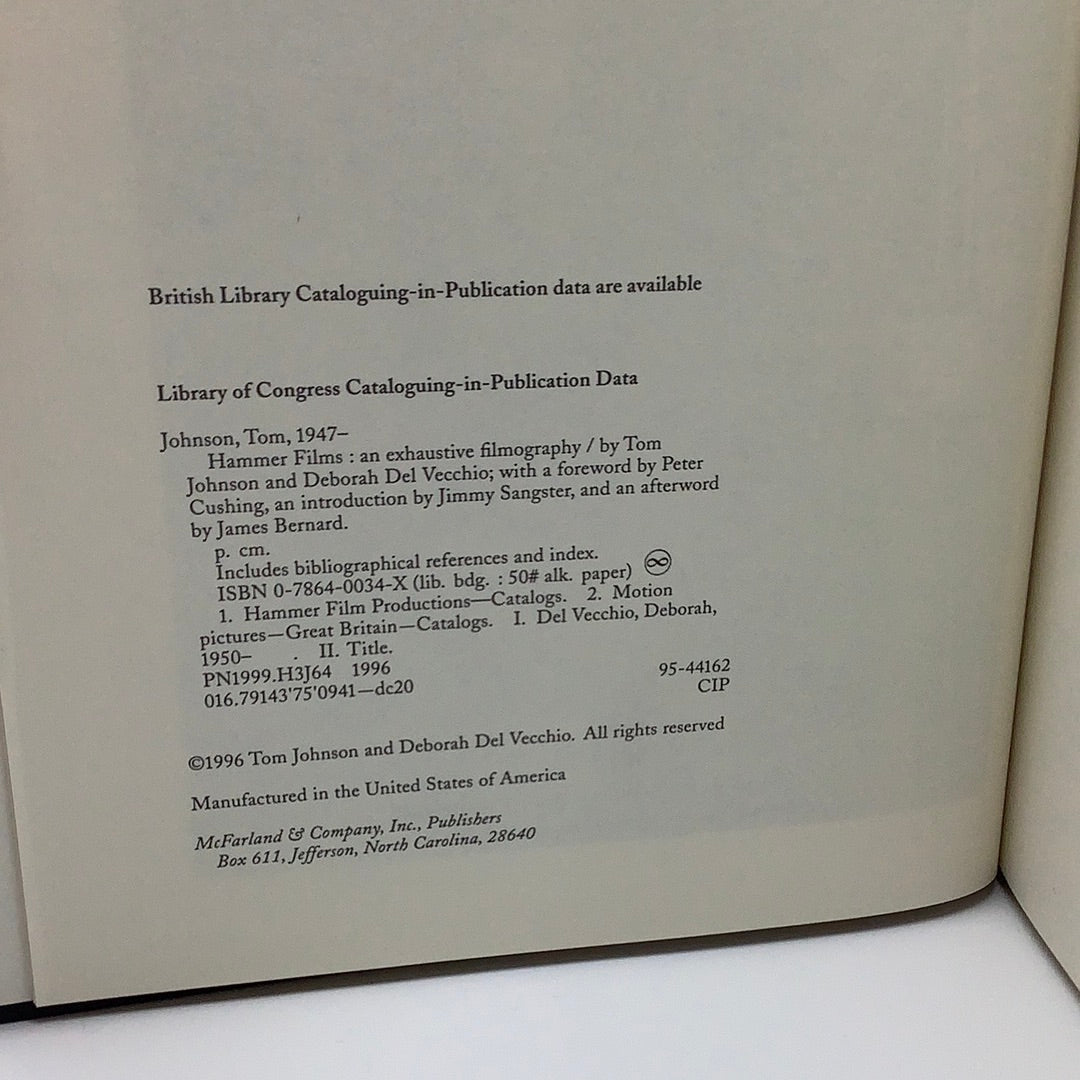 British Library Cataloguing-in-Publication data are available
Library of Congress Cataloguing-in-Publication Data
Johnson, Tom, 1947–
Hammer Films : an exhaustive filmography / by Tom
Johnson and Deborah Del Vecchio; with a foreword by Peter
Cushing, an introduction by Jimmy Sangster, and an afterword
by James Bernard.
p. cm.
Includes bibliographical references and index.
ISBN 0-7864-0034-X (lib. bdg. : 50# alk. paper) ♾
1. Hammer Film Productions—Catalogs. 2. Motion
pictures—Great Britain—Catalogs. I. Del Vecchio, Deborah,
1950– . II. Title.
PN1999.H3J64 1996
016.79143'75'0941—dc20
95-44162
CIP
©1996 Tom Johnson and Deborah Del Vecchio. All rights reserved
Manufactured in the United States of America
McFarland & Company, Inc., Publishers
Box 611, Jefferson, North Carolina, 28640